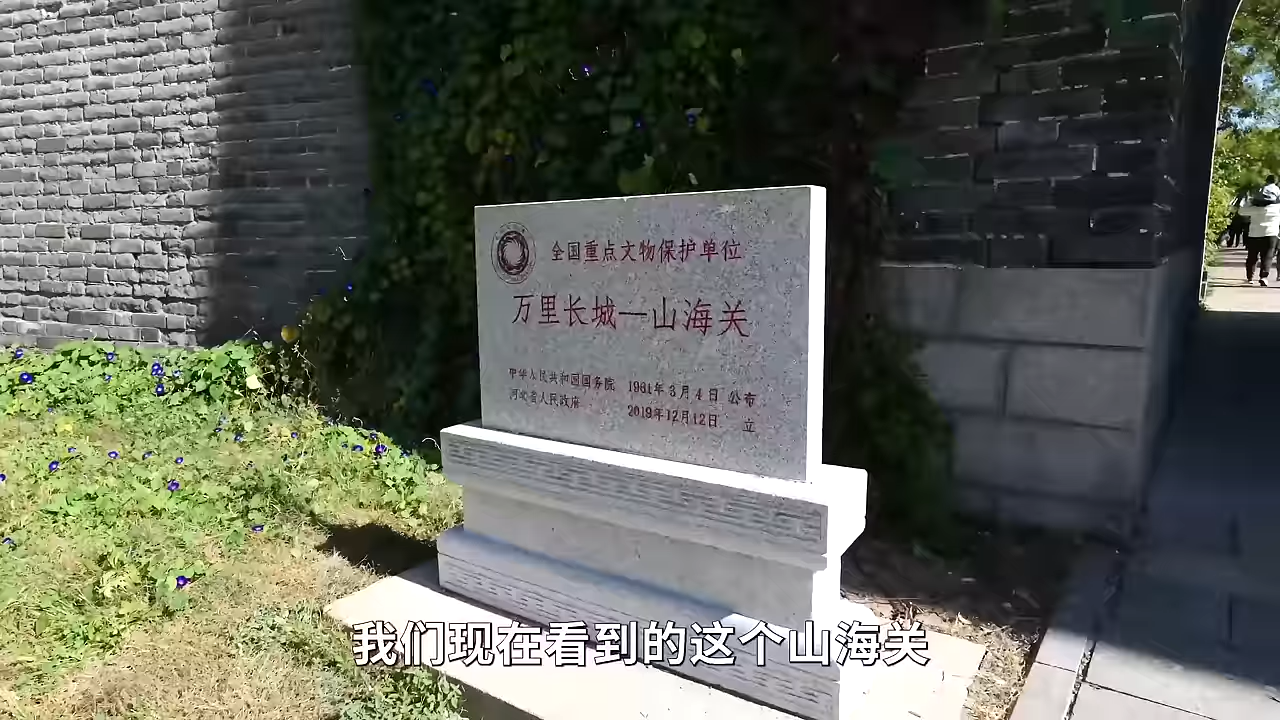 全国重点文物保护单位
万里长城—山海关
中华人民共和国国务院 1961年3月4日 公布
河北省人民政府 2019年12月12日 立
我们现在看到的这个山海关